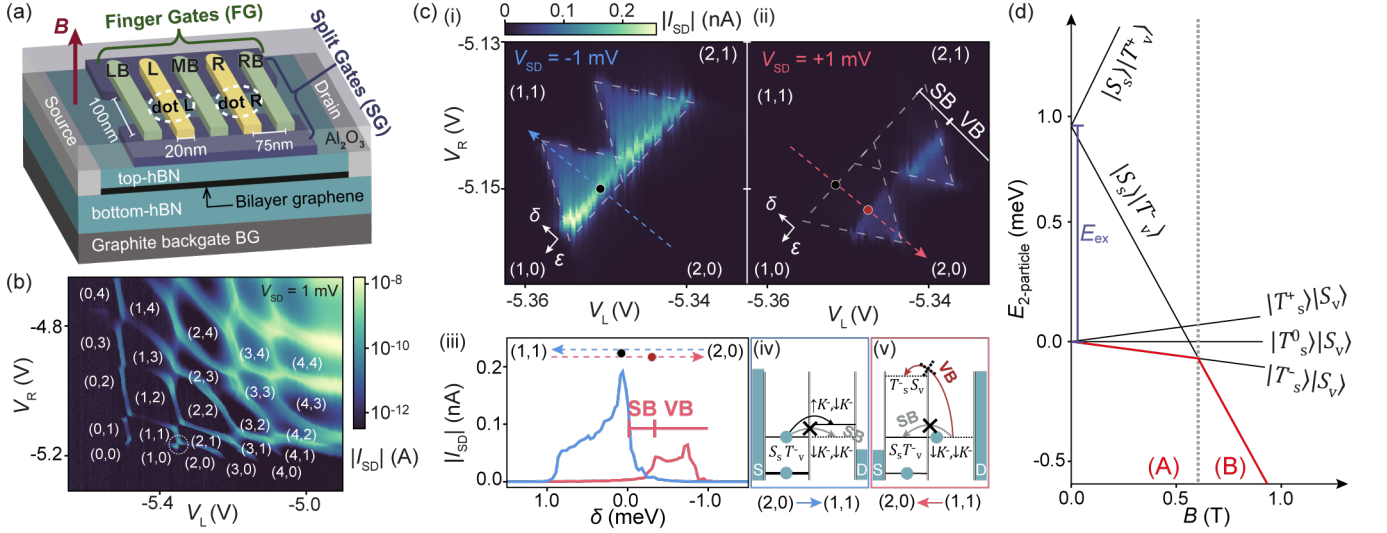 (a)
B
Finger Gates (FG)
Split Gates (SG)
LB
L
MB
R
RB
dot L
dot R
Source
Drain
100nm
20nm
75nm
Al2O3
top-hBN
bottom-hBN
Bilayer graphene
Graphite backgate BG
(b)
VSD = 1 mV
10-8
10-10
10-12
|ISD| (A)
VR (V)
-4.8
-5.2
VL (V)
-5.4
-5.0
(0,4)
(1,4)
(2,4)
(3,4)
(4,4)
(0,3)
(1,3)
(2,3)
(3,3)
(4,3)
(0,2)
(1,2)
(2,2)
(3,2)
(4,2)
(0,1)
(1,1)
(2,1)
(3,1)
(4,1)
(0,0)
(1,0)
(2,0)
(3,0)
(4,0)
(c)
(i)
0
0.1
0.2
|ISD| (nA)
(ii)
-5.13
-5.15
VR (V)
VSD = -1 mV
(2,1)
(1,1)
(1,0)
(2,0)
δ
ε
-5.36
-5.34
VL (V)
VSD = +1 mV
(2,1)
(1,1)
SB
VB
(1,0)
(2,0)
δ
ε
-5.36
-5.34
VL (V)
(iii)
(1,1)
(2,0)
0.2
0.1
0.0
|ISD| (nA)
SB VB
1.0
0.0
-1.0
δ (meV)
(iv)
↑K-,↓K-
SB
SsT-v
↓K-,↓K-
SsT-v
↓K-,↓K-
S
D
(2,0)
(1,1)
(v)
T-s Sv
VB
SB
SsT-v
↓K-,↓K-
S
D
(2,0)
(1,1)
(d)
E2-particle (meV)
1.0
0.5
0.0
-0.5
|Ss⟩|T+v⟩
|Ss⟩|T-v⟩
Eex
|T+s⟩|Sv⟩
|T0s⟩|Sv⟩
|T-s⟩|Sv⟩
(A)
(B)
0.0
0.5
1.0
B (T)